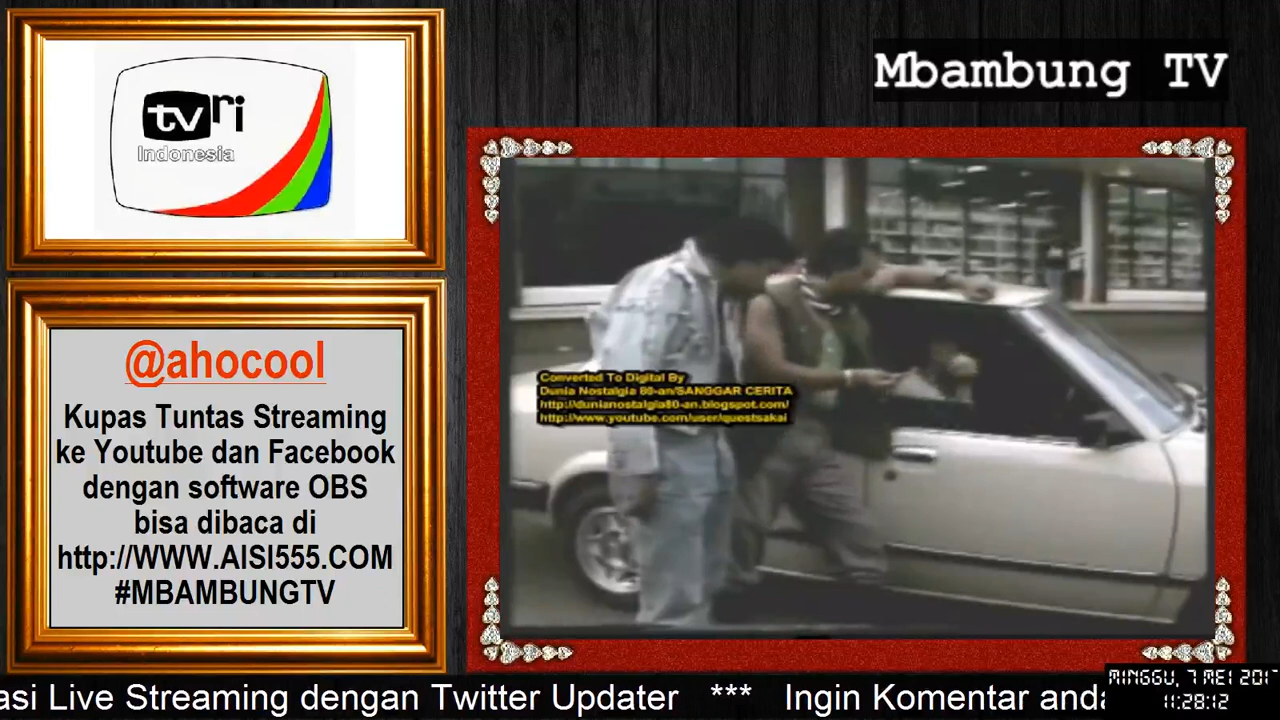 tvri
Indonesia
@ahocool
Kupas Tuntas Streaming
ke Youtube dan Facebook
dengan software OBS
bisa dibaca di
http://WWW.AISI555.COM
#MBAMBUNGTV
Mbambung TV
Converted To Digital By
Dunia Nostalgia 80-an/SANGGAR CERITA
http://dunianostalgia80-an.blogspot.com/
http://www.youtube.com/user/questsakai
asi Live Streaming dengan Twitter Updater *** Ingin Komentar anda
MINGGU, 7 MEI 2017
11:28:12